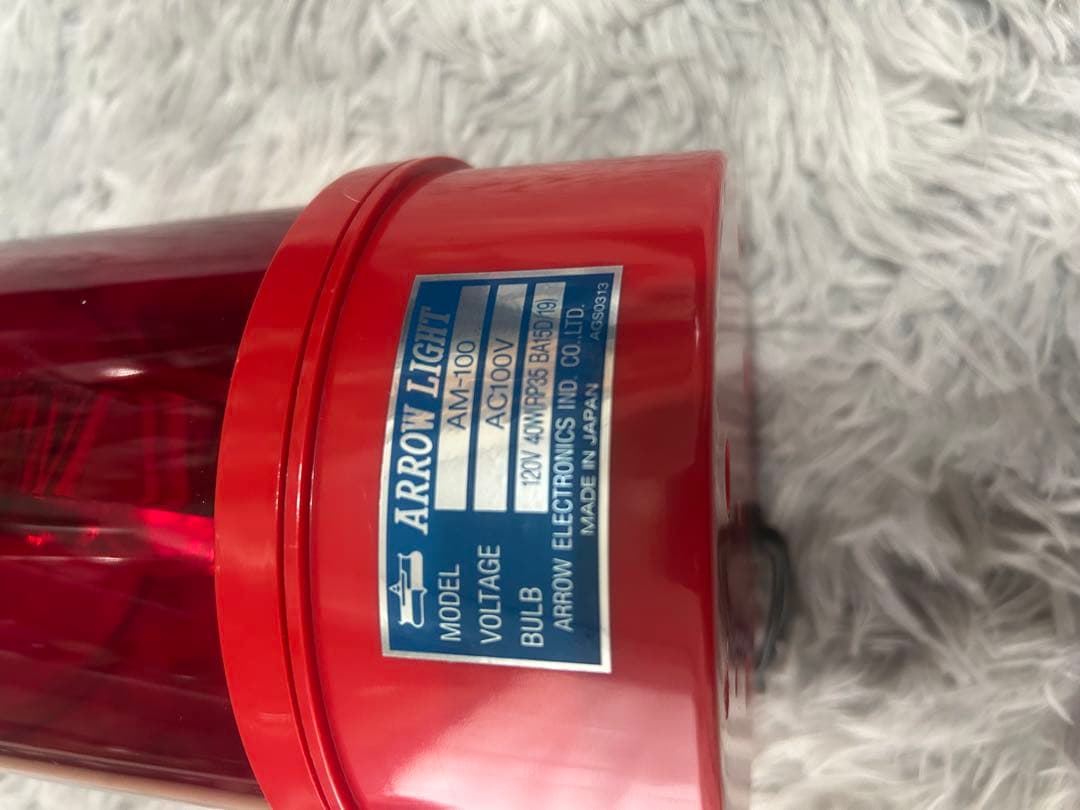 A ARROW LIGHT
MODEL AM-100
VOLTAGE AC100V
BULB 120V 40W(RP35 BA15D/19)
ARROW ELECTRONICS IND. CO.,LTD.
MADE IN JAPAN AGS0313